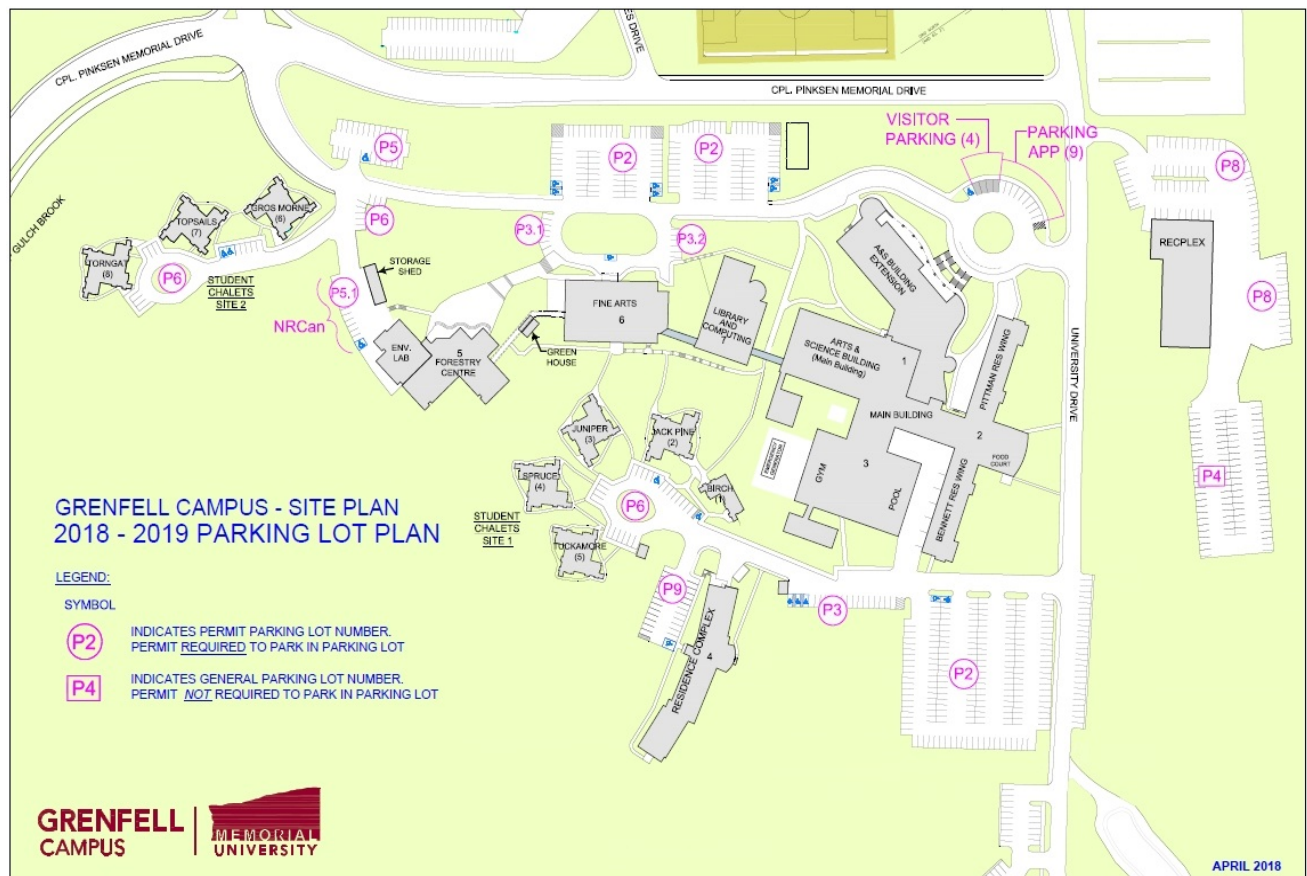 CPL. PINKSEN MEMORIAL DRIVE
ES DRIVE
CPL. PINKSEN MEMORIAL DRIVE
VISITOR
PARKING (4)
PARKING
APP (9)
P5
P2
P2
P8
GULCH BROOK
GROS MORNE
(6)
TOPSAILS
(7)
TORNGAT
(8)
P6
P6
STUDENT
CHALETS
SITE 2
P3.1
P3.2
STORAGE
SHED
P5.1
NRCan
A&S BUILDING
EXTENSION
RECPLEX
P8
FINE ARTS
6
LIBRARY
AND
COMPUTING
7
ENV.
LAB
5
FORESTRY
CENTRE
GREEN
HOUSE
ARTS &
SCIENCE BUILDING
(Main Building)
1
PITTMAN RES WING
UNIVERSITY DRIVE
MAIN BUILDING
2
FOOD
COURT
EMERGENCY
GENERATOR
GYM
3
POOL
BENNETT RES WING
JUNIPER
(3)
JACK PINE
(2)
SPRUCE
(4)
BIRCH
(1)
P6
TUCKAMORE
(5)
STUDENT
CHALETS
SITE 1
P4
P9
P3
RESIDENCE COMPLEX
4
P2
GRENFELL CAMPUS - SITE PLAN
2018 - 2019 PARKING LOT PLAN
LEGEND:
SYMBOL
P2
INDICATES PERMIT PARKING LOT NUMBER.
PERMIT REQUIRED TO PARK IN PARKING LOT
P4
INDICATES GENERAL PARKING LOT NUMBER.
PERMIT NOT REQUIRED TO PARK IN PARKING LOT
GRENFELL
CAMPUS
MEMORIAL
UNIVERSITY
APRIL 2018